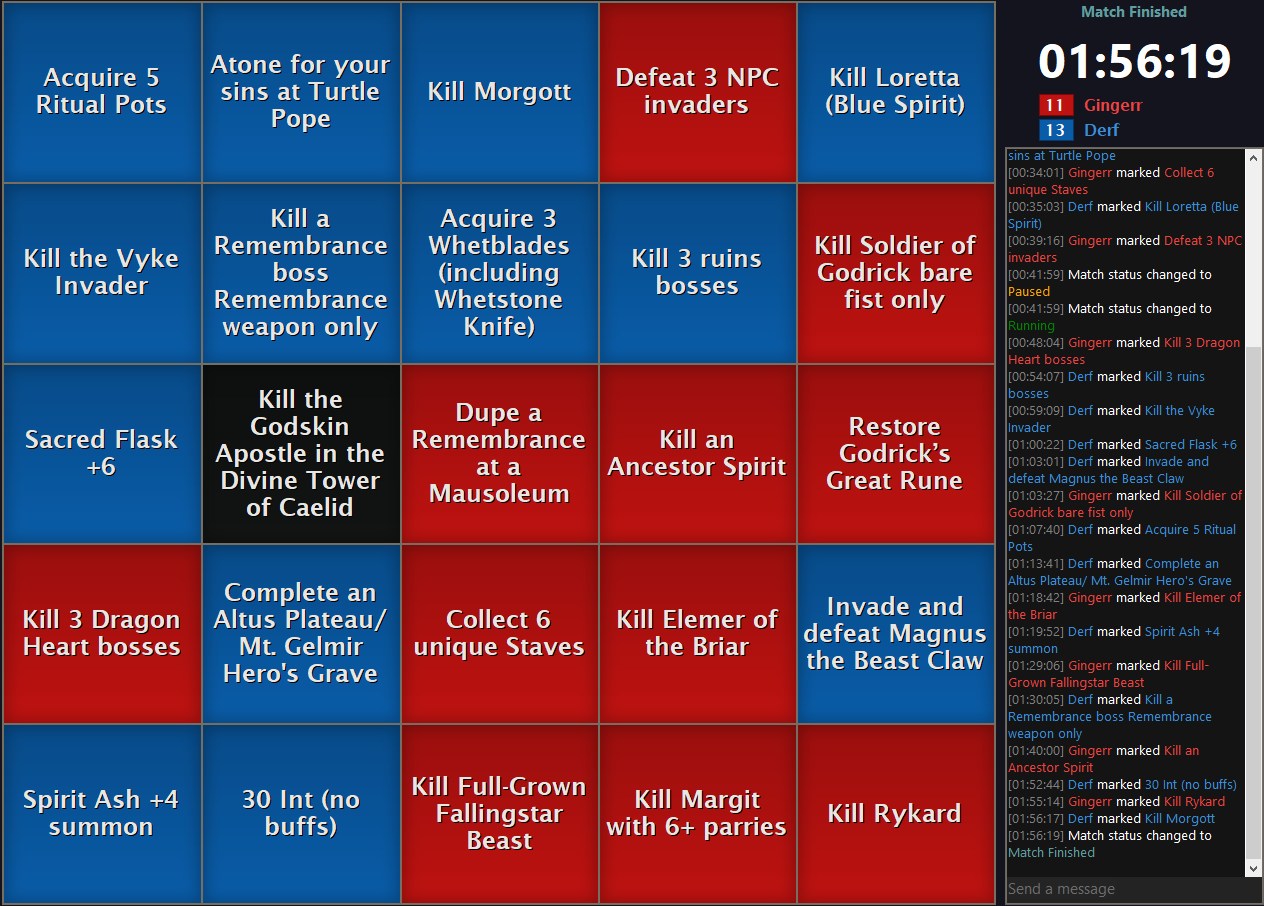 Acquire 5
Ritual Pots
Atone for your
sins at Turtle
Pope
Kill Morgott
Defeat 3 NPC
invaders
Kill Loretta
(Blue Spirit)
Kill the Vyke
Invader
Kill a
Remembrance
boss
Remembrance
weapon only
Acquire 3
Whetblades
(including
Whetstone
Knife)
Kill 3 ruins
bosses
Kill Soldier of
Godrick bare
fist only
Sacred Flask
+6
Kill the
Godskin
Apostle in the
Divine Tower
of Caelid
Dupe a
Remembrance
at a
Mausoleum
Kill an
Ancestor Spirit
Restore
Godrick’s
Great Rune
Kill 3 Dragon
Heart bosses
Complete an
Altus Plateau/
Mt. Gelmir
Hero's Grave
Collect 6
unique Staves
Kill Elemer of
the Briar
Invade and
defeat Magnus
the Beast Claw
Spirit Ash +4
summon
30 Int (no
buffs)
Kill Full-Grown
Fallingstar
Beast
Kill Margit
with 6+ parries
Kill Rykard
Match Finished
01:56:19
11 Gingerr
13 Derf
sins at Turtle Pope
[00:34:01] Gingerr marked Collect 6
unique Staves
[00:35:03] Derf marked Kill Loretta (Blue
Spirit)
[00:39:16] Gingerr marked Defeat 3 NPC
invaders
[00:41:59] Match status changed to
Paused
[00:41:59] Match status changed to
Running
[00:48:04] Gingerr marked Kill 3 Dragon
Heart bosses
[00:54:07] Derf marked Kill 3 ruins
bosses
[00:59:09] Derf marked Kill the Vyke
Invader
[01:00:22] Derf marked Sacred Flask +6
[01:03:01] Derf marked Invade and
defeat Magnus the Beast Claw
[01:03:27] Gingerr marked Kill Soldier of
Godrick bare fist only
[01:07:40] Derf marked Acquire 5 Ritual
Pots
[01:13:41] Derf marked Complete an
Altus Plateau/ Mt. Gelmir Hero's Grave
[01:18:42] Gingerr marked Kill Elemer of
the Briar
[01:19:52] Derf marked Spirit Ash +4
summon
[01:29:06] Gingerr marked Kill Full-
Grown Fallingstar Beast
[01:30:05] Derf marked Kill a
Remembrance boss Remembrance
weapon only
[01:40:00] Gingerr marked Kill an
Ancestor Spirit
[01:52:44] Derf marked 30 Int (no buffs)
[01:55:14] Gingerr marked Kill Rykard
[01:56:17] Derf marked Kill Morgott
[01:56:19] Match status changed to
Match Finished
Send a message